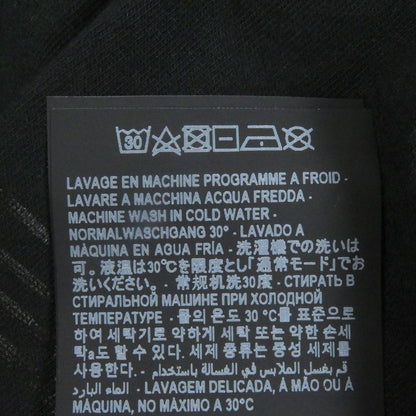 30
LAVAGE EN MACHINE PROGRAMME A FROID -
LAVARE A MACCHINA ACQUA FREDDA -
MACHINE WASH IN COLD WATER -
NORMALWASCHGANG 30° - LAVADO A
MÀQUINA EN AGUA FRÍA - 洗濯機での洗いは
可。液温は30℃を限度とし「通常モード」でお
洗いください。- 常规机洗30度 - СТИРАТЬ В
СТИРАЛЬНОЙ МАШИНЕ ПРИ ХОЛОДНОЙ
ТЕМПЕРАТУРЕ - 물의 온도 30 °를 표준으로
하여 세탁기로 약하게 세탁 또는 약한 손세
탁a도 할 수 있다. 세제 종류는 풍성 세제를
사용한다. - قم بغسل الملابس في الغسالة باستخدام
الماء البارد - LAVAGEM DELICADA, À MÃO OU À
MÁQUINA, NO MÁXIMO A 30°C